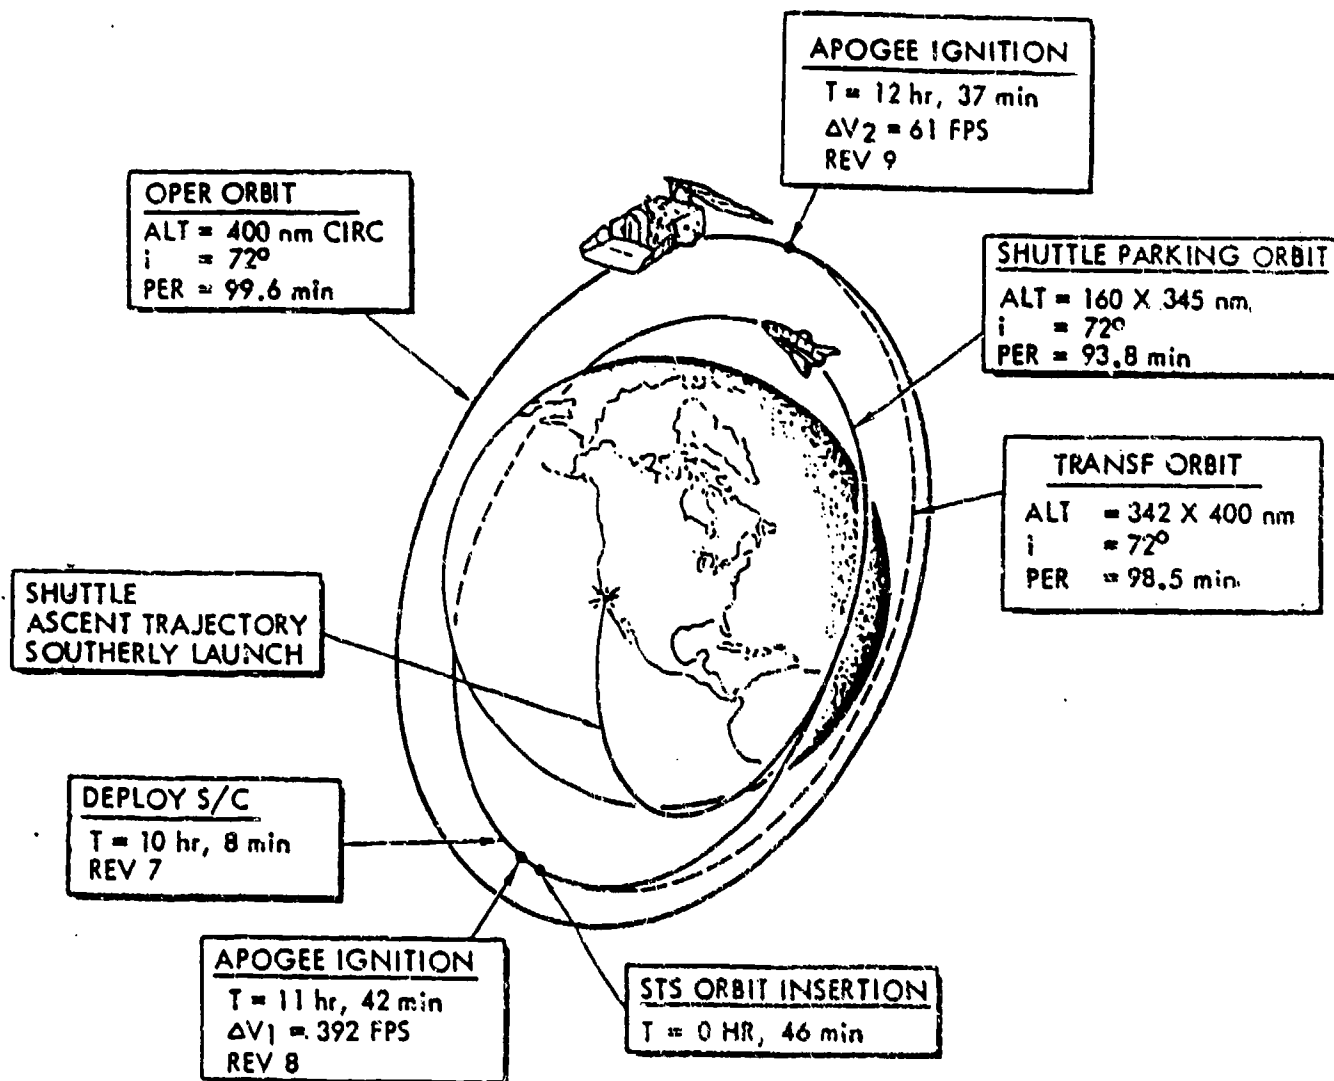 APOGEE IGNITION
T = 12 hr, 37 min
ΔV2 = 61 FPS
REV 9
OPER ORBIT
ALT = 400 nm CIRC
i = 72°
PER = 99.6 min
SHUTTLE PARKING ORBIT
ALT = 160 X 345 nm
i = 72°
PER = 93.8 min
TRANSF ORBIT
ALT = 342 X 400 nm
i = 72°
PER = 98.5 min
SHUTTLE
ASCENT TRAJECTORY
SOUTHERLY LAUNCH
DEPLOY S/C
T = 10 hr, 8 min
REV 7
APOGEE IGNITION
T = 11 hr, 42 min
ΔV1 = 392 FPS
REV 8
STS ORBIT INSERTION
T = 0 HR, 46 min